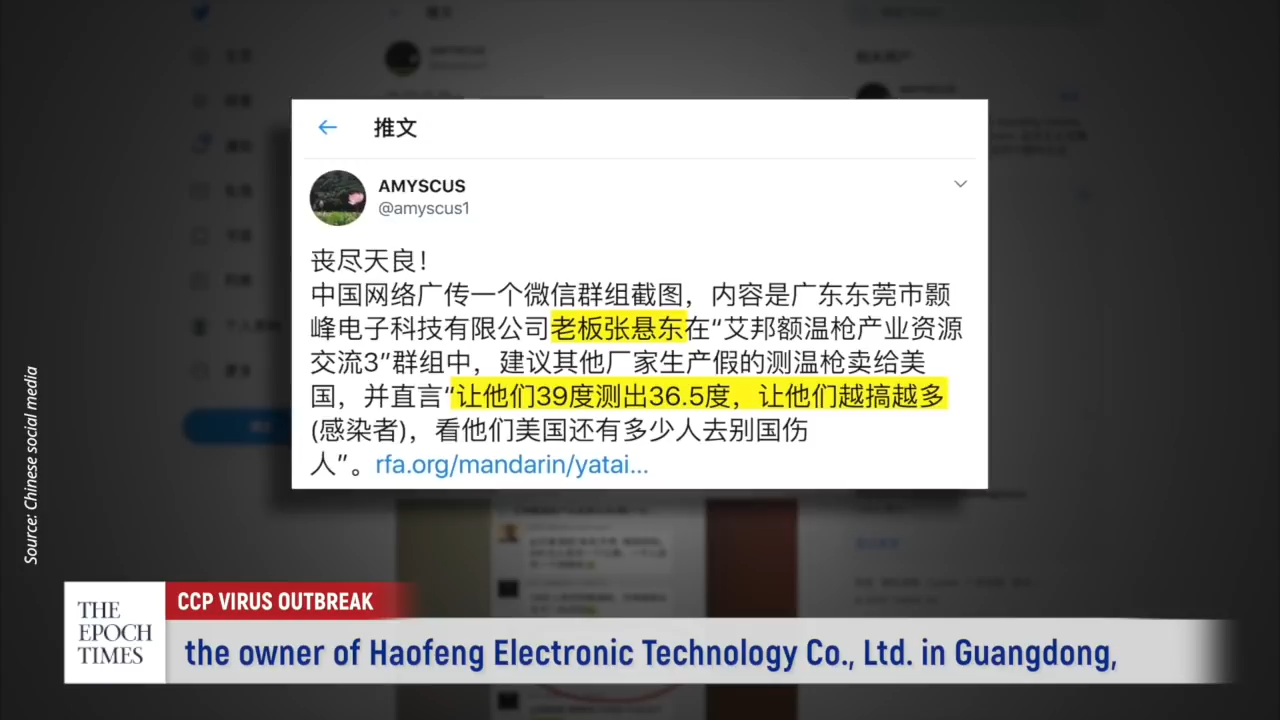 推文
AMYSCUS
@amyscus1
丧尽天良！
中国网络广传一个微信群组截图，内容是广东东莞市颢
峰电子科技有限公司老板张悬东在“艾邦额温枪产业资源
交流3”群组中，建议其他厂家生产假的测温枪卖给美
国，并直言“让他们39度测出36.5度，让他们越搞越多
(感染者)，看他们美国还有多少人去别国伤
人”。rfa.org/mandarin/yatai...
Source: Chinese social media
THE
EPOCH
TIMES
CCP VIRUS OUTBREAK
the owner of Haofeng Electronic Technology Co., Ltd. in Guangdong,